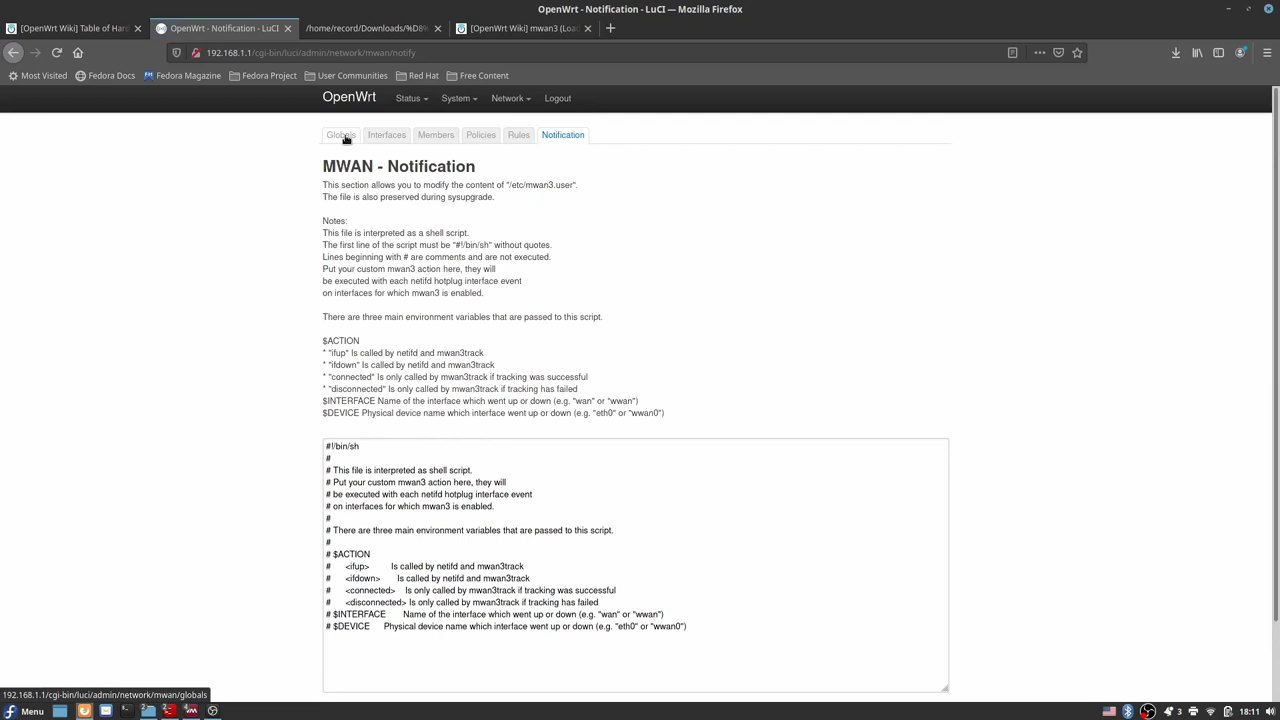 OpenWrt - Notification - LuCI — Mozilla Firefox
[OpenWrt Wiki] Table of Hard
OpenWrt - Notification - LuCI
/home/record/Downloads/%D8%
[OpenWrt Wiki] mwan3 (Loa
192.168.1.1/cgi-bin/luci/admin/network/mwan/notify
Most Visited
Fedora Docs
Fedora Magazine
Fedora Project
User Communities
Red Hat
Free Content
OpenWrt
Status
System
Network
Logout
Globals
Interfaces
Members
Policies
Rules
Notification
MWAN - Notification
This section allows you to modify the content of "/etc/mwan3.user".
The file is also preserved during sysupgrade.
Notes:
This file is interpreted as a shell script.
The first line of the script must be "#!/bin/sh" without quotes.
Lines beginning with # are comments and are not executed.
Put your custom mwan3 action here, they will
be executed with each netifd hotplug interface event
on interfaces for which mwan3 is enabled.
There are three main environment variables that are passed to this script.
$ACTION
* "ifup" Is called by netifd and mwan3track
* "ifdown" Is called by netifd and mwan3track
* "connected" Is only called by mwan3track if tracking was successful
* "disconnected" Is only called by mwan3track if tracking has failed
$INTERFACE Name of the interface which went up or down (e.g. "wan" or "wwan")
$DEVICE Physical device name which interface went up or down (e.g. "eth0" or "wwan0")
#!/bin/sh
#
# This file is interpreted as shell script.
# Put your custom mwan3 action here, they will
# be executed with each netifd hotplug interface event
# on interfaces for which mwan3 is enabled.
#
# There are three main environment variables that are passed to this script.
#
# $ACTION
# <ifup> Is called by netifd and mwan3track
# <ifdown> Is called by netifd and mwan3track
# <connected> Is only called by mwan3track if tracking was successful
# <disconnected> Is only called by mwan3track if tracking has failed
# $INTERFACE Name of the interface which went up or down (e.g. "wan" or "wwan")
# $DEVICE Physical device name which interface went up or down (e.g. "eth0" or "wwan0")
192.168.1.1/cgi-bin/luci/admin/network/mwan/globals
Menu
3
18:11